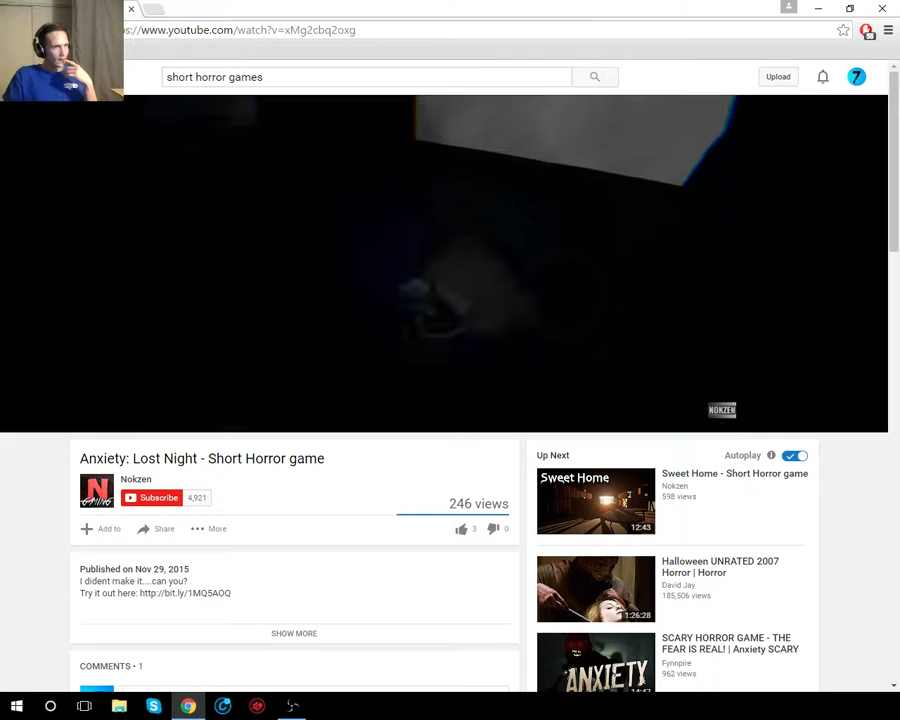 https://www.youtube.com/watch?v=xMg2cbq2oxg
short horror games
Upload
7
NOKZEN
Anxiety: Lost Night - Short Horror game
N
GAMING
Nokzen
Subscribe 4,921
246 views
Add to Share More
3 0
Published on Nov 29, 2015
I dident make it....can you?
Try it out here: http://bit.ly/1MQ5AOQ
SHOW MORE
COMMENTS • 1
Up Next
Autoplay
Sweet Home
12:43
Sweet Home - Short Horror game
Nokzen
598 views
1:26:28
Halloween UNRATED 2007
Horror | Horror
David Jay
185,506 views
ANXIETY
SCARY HORROR GAME - THE
FEAR IS REAL! | Anxiety SCARY
Fynnpire
962 views